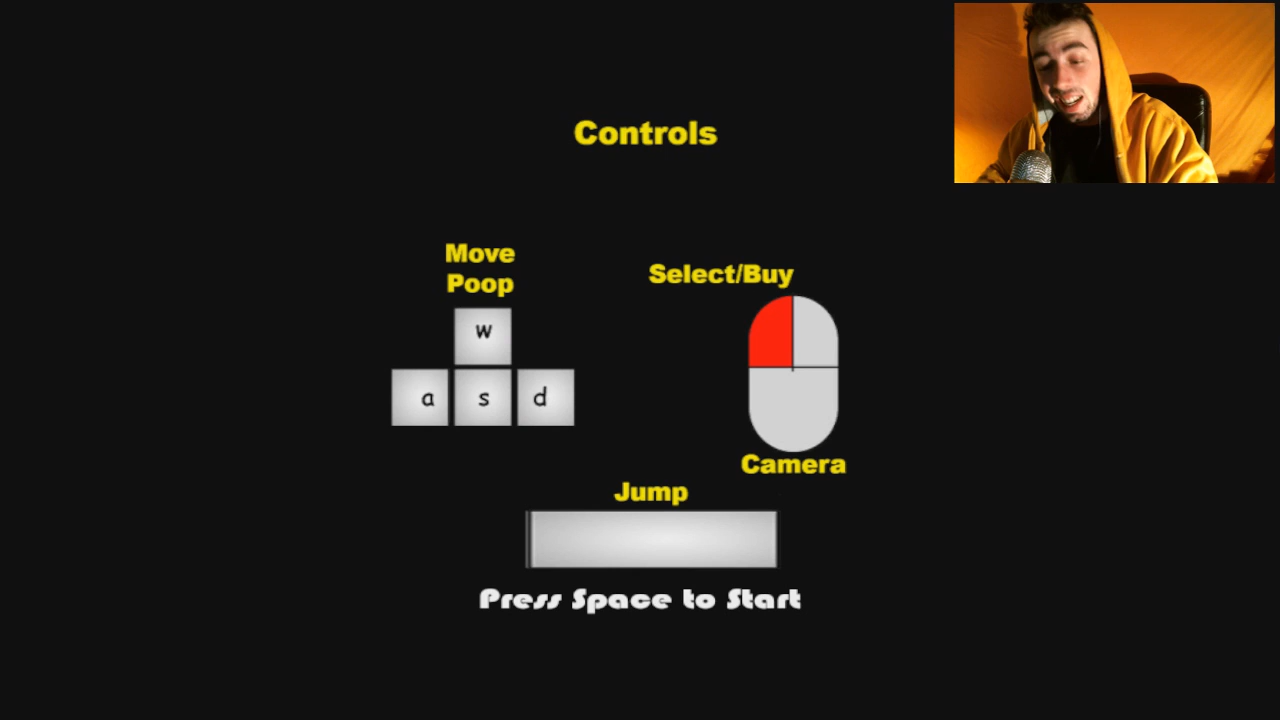 Controls
Move
Poop
Select/Buy
w
a s d
Camera
Jump
Press Space to Start